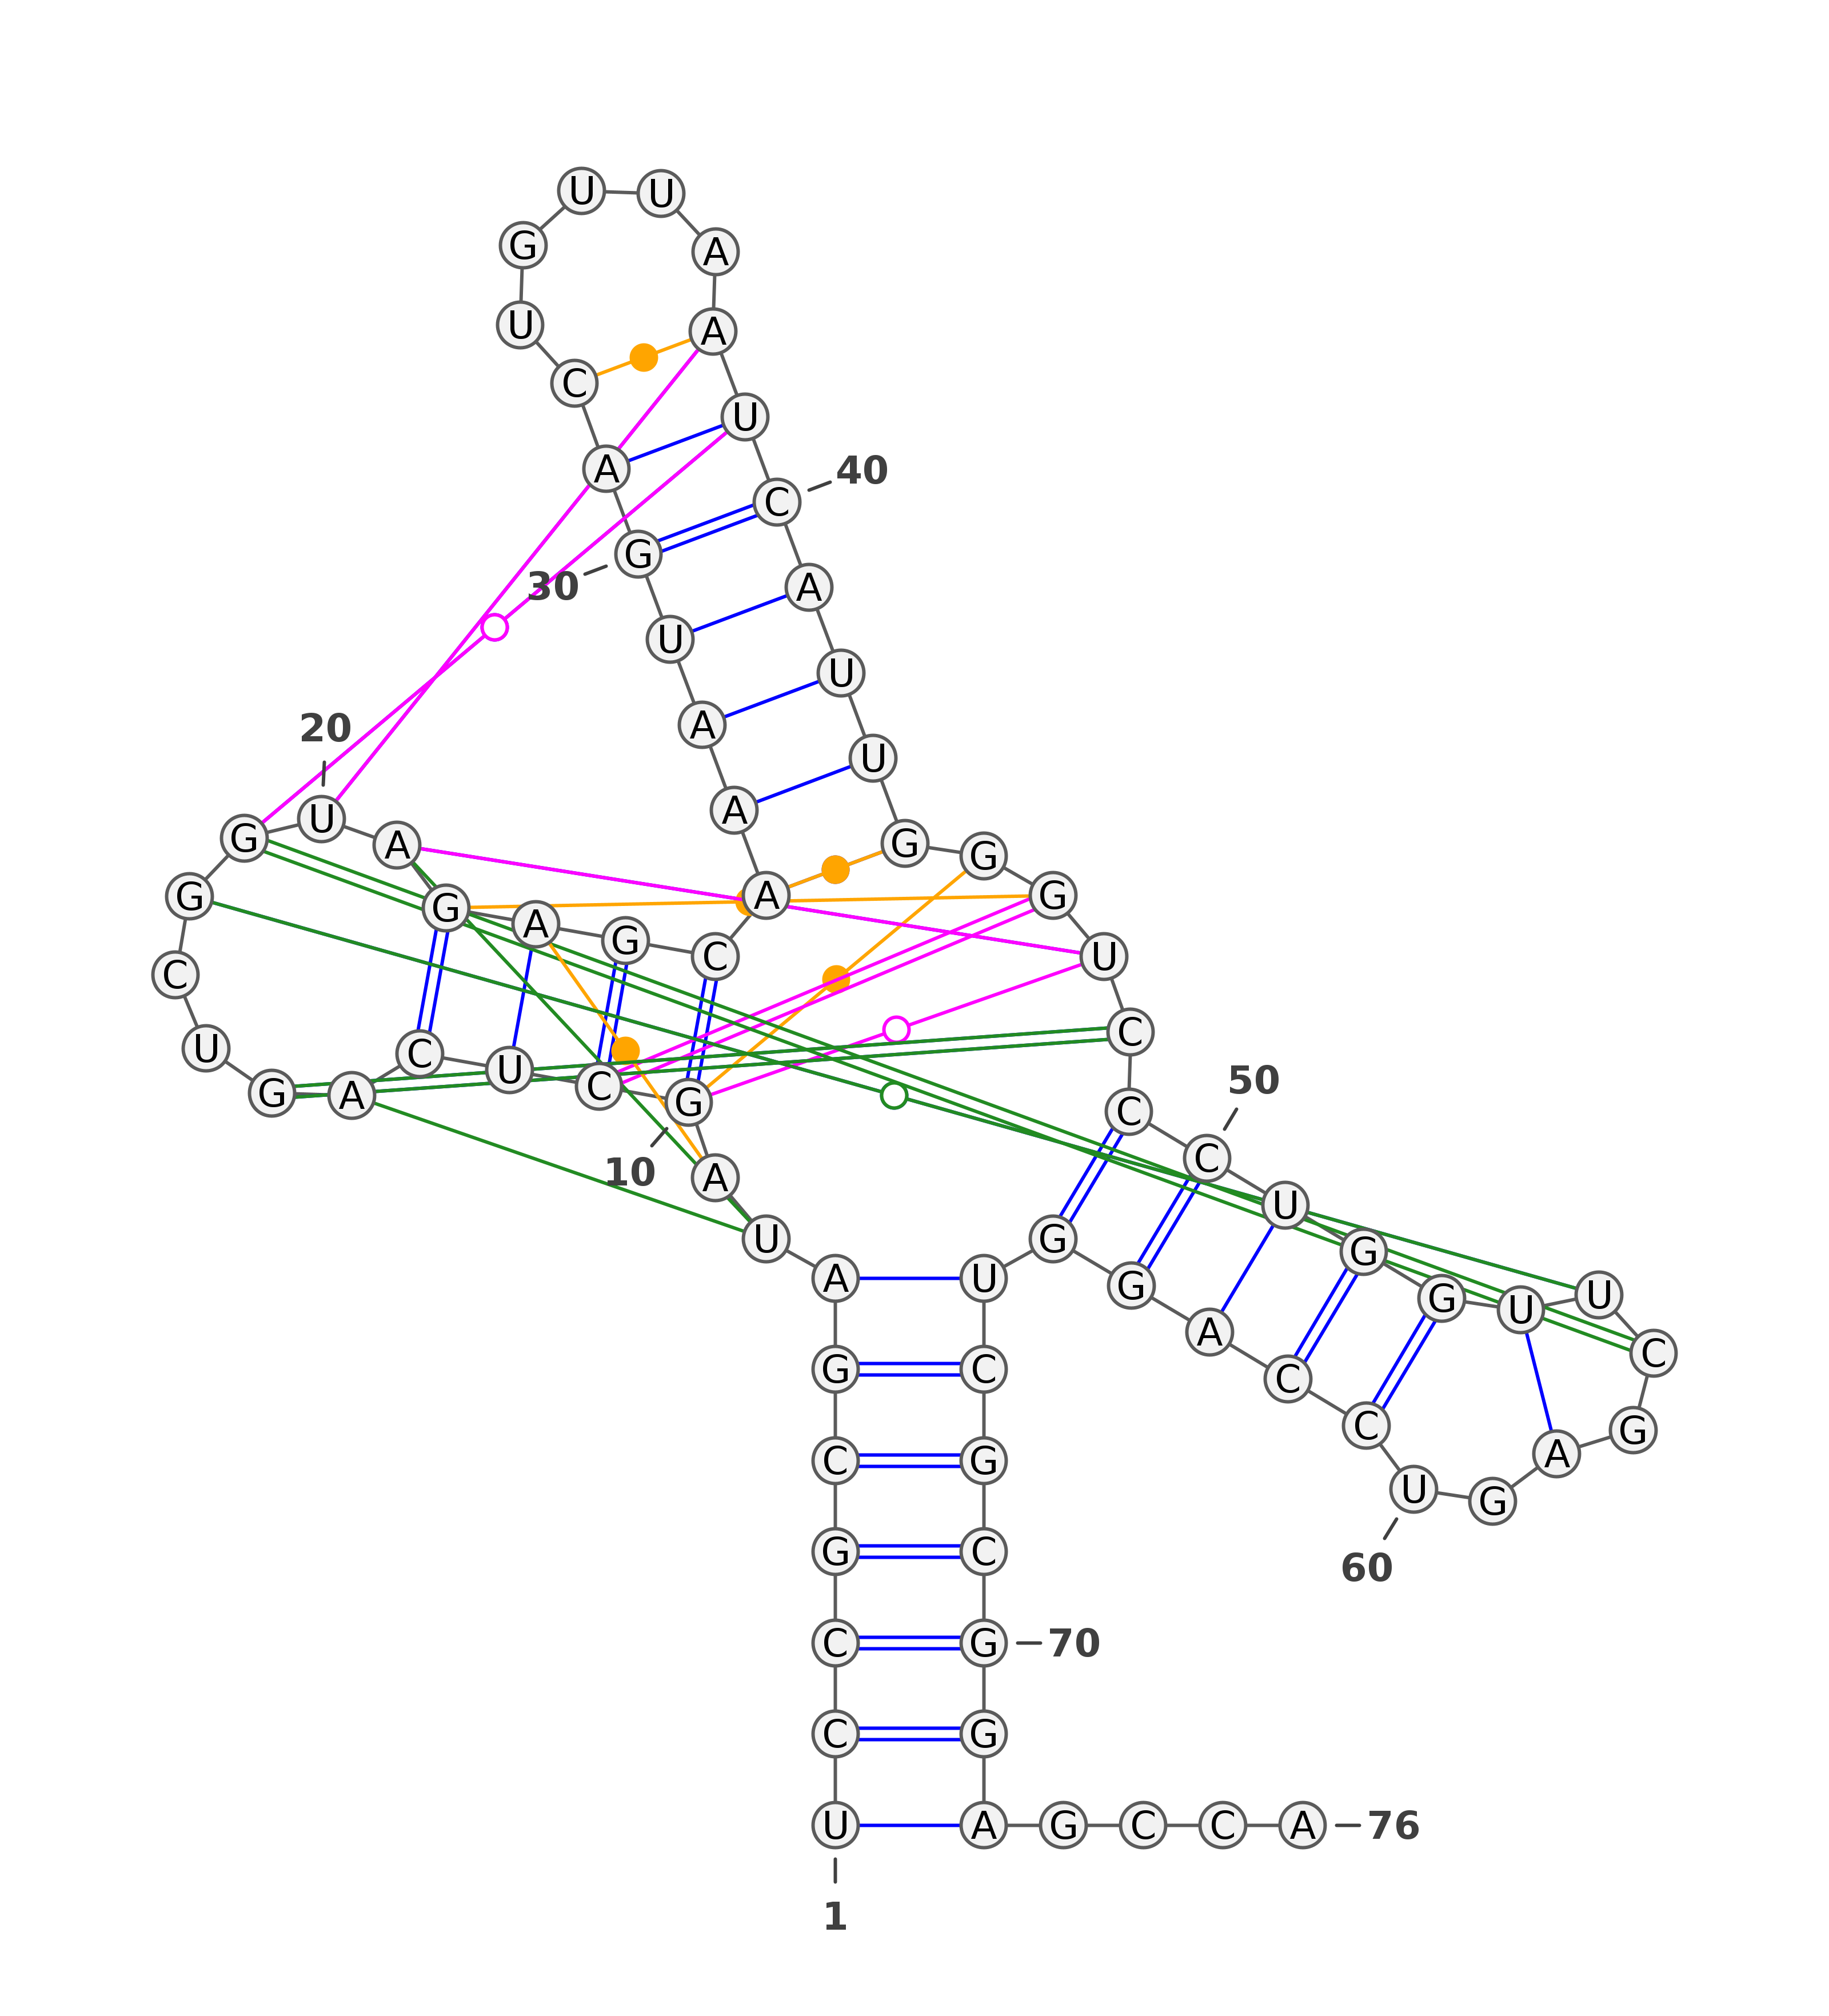 U U
G A
U A
C
U
A 40
C
G
30 A
U
U
20 A
U
U A
G A G G
G G A G
A G C U
C
U C C
U C 50
G A G C
10 A C
U
U G G
A U G G U U
A C
G C C
C G
C G A
U G
G C 60
C G 70
C G
U A G C C A 76
1